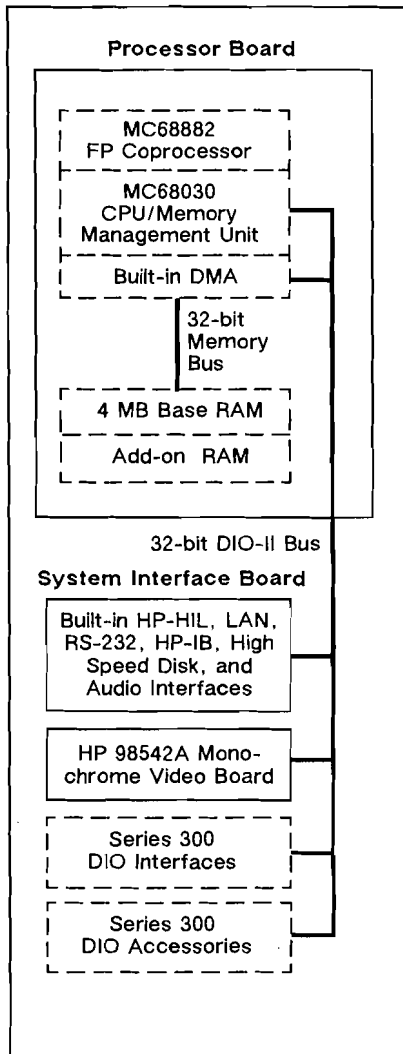 Processor Board
MC68882
FP Coprocessor
MC68030
CPU/Memory
Management Unit
Built-in DMA
32-bit
Memory
Bus
4 MB Base RAM
Add-on RAM
32-bit DIO-II Bus
System Interface Board
Built-in HP-HIL, LAN,
RS-232, HP-IB, High
Speed Disk, and
Audio Interfaces
HP 98542A Mono-
chrome Video Board
Series 300
DIO Interfaces
Series 300
DIO Accessories